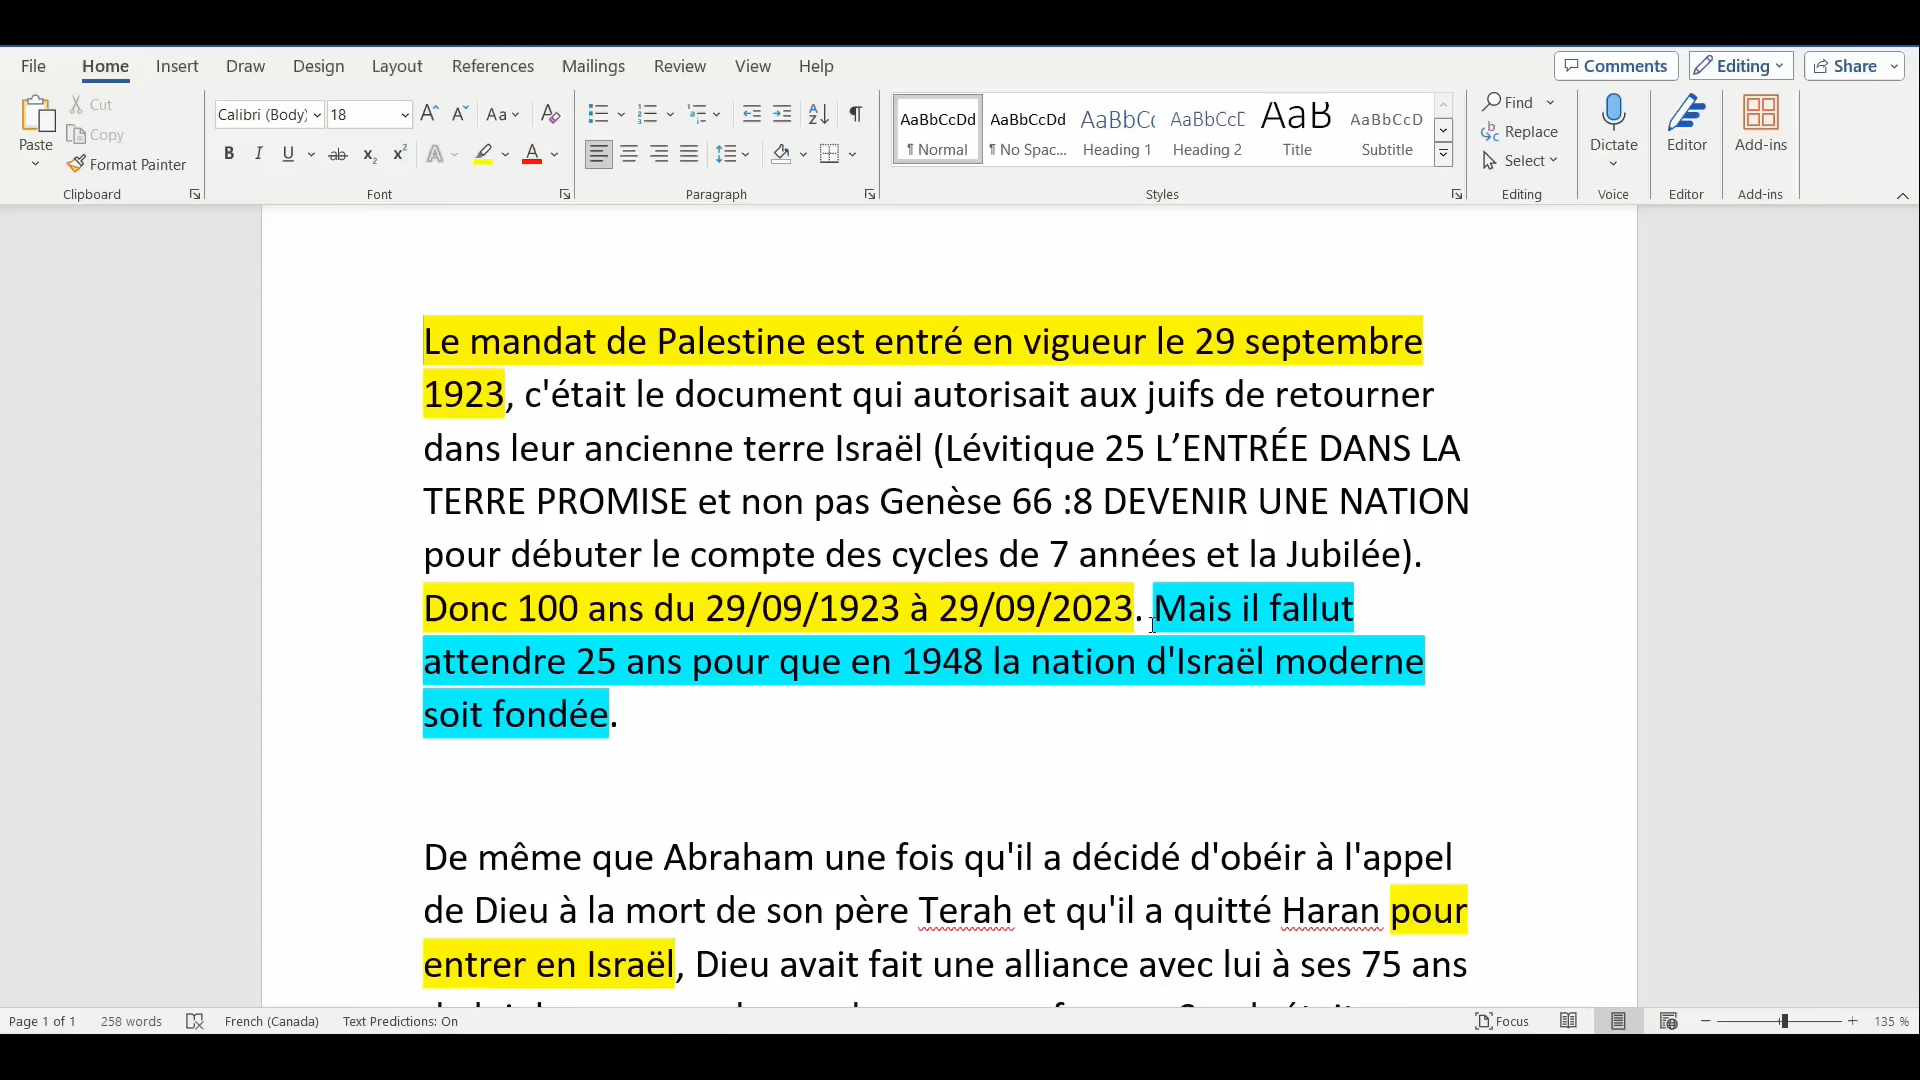 File Home Insert Draw Design Layout References Mailings Review View Help Comments Editing Share
Paste Cut Copy Format Painter
Calibri (Body) 18
AaBbCcDd AaBbCcDd AaBbCc AaBbCcD AaB AaBbCcD
¶ Normal ¶ No Spac... Heading 1 Heading 2 Title Subtitle
Find Replace Select
Dictate Editor Add-ins
Clipboard Font Paragraph Styles Editing Voice Editor Add-ins
Le mandat de Palestine est entré en vigueur le 29 septembre
1923, c'était le document qui autorisait aux juifs de retourner
dans leur ancienne terre Israël (Lévitique 25 L’ENTRÉE DANS LA
TERRE PROMISE et non pas Genèse 66 :8 DEVENIR UNE NATION
pour débuter le compte des cycles de 7 années et la Jubilée).
Donc 100 ans du 29/09/1923 à 29/09/2023. Mais il fallut
attendre 25 ans pour que en 1948 la nation d'Israël moderne
soit fondée.
De même que Abraham une fois qu'il a décidé d'obéir à l'appel
de Dieu à la mort de son père Terah et qu'il a quitté Haran pour
entrer en Israël, Dieu avait fait une alliance avec lui à ses 75 ans
Page 1 of 1 258 words French (Canada) Text Predictions: On Focus 135 %